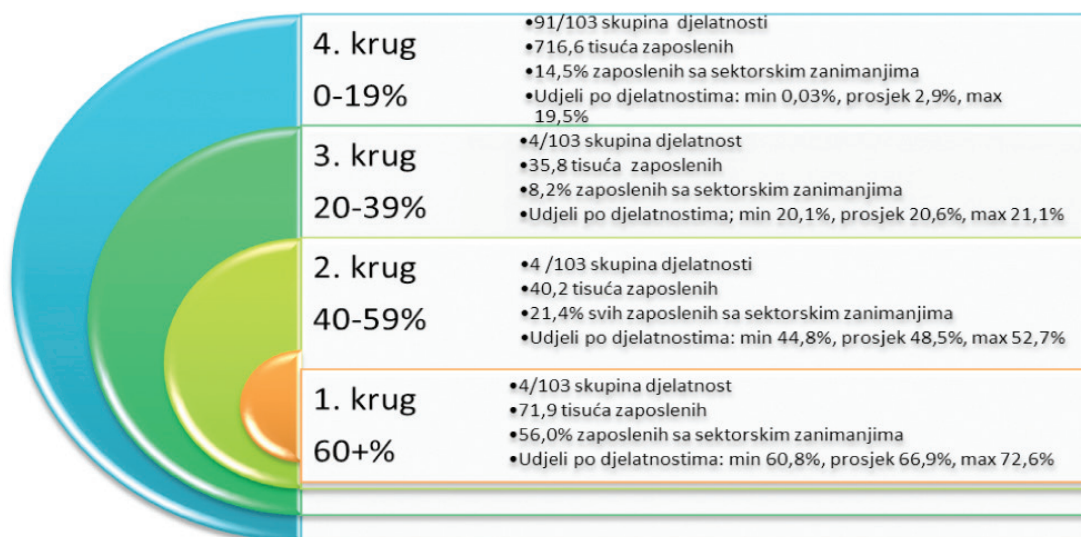 4. krug
0-19%
•91/103 skupina djelatnosti
•716,6 tisuća zaposlenih
•14,5% zaposlenih sa sektorskim zanimanjima
•Udjeli po djelatnostima: min 0,03%, prosjek 2,9%, max
19,5%
3. krug
20-39%
•4/103 skupina djelatnost
•35,8 tisuća zaposlenih
•8,2% zaposlenih sa sektorskim zanimanjima
•Udjeli po djelatnostima; min 20,1%, prosjek 20,6%, max 21,1%
2. krug
40-59%
•4 /103 skupina djelatnosti
•40,2 tisuća zaposlenih
•21,4% svih zaposlenih sa sektorskim zanimanjima
•Udjeli po djelatnostima: min 44,8%, prosjek 48,5%, max 52,7%
1. krug
60+%
•4/103 skupina djelatnost
•71,9 tisuća zaposlenih
•56,0% zaposlenih sa sektorskim zanimanjima
•Udjeli po djelatnostima: min 60,8%, prosjek 66,9%, max 72,6%